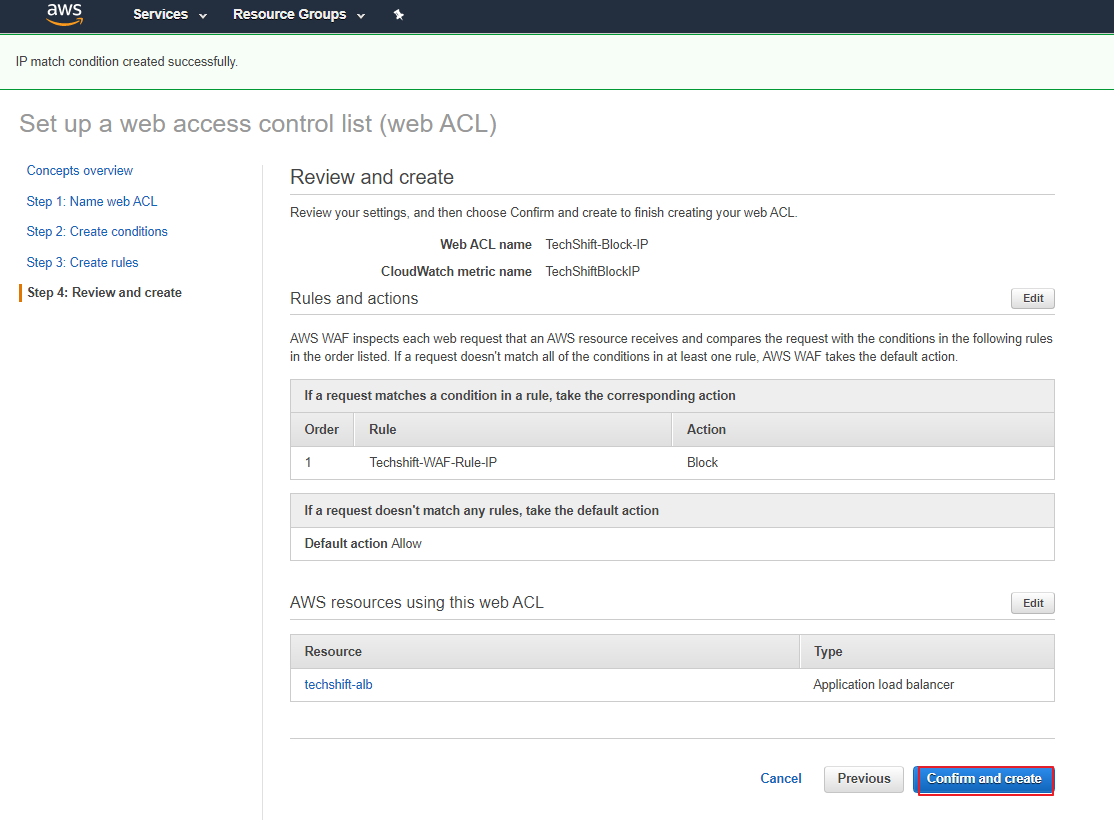 aws Services Resource Groups
IP match condition created successfully.
Set up a web access control list (web ACL)
Concepts overview
Step 1: Name web ACL
Step 2: Create conditions
Step 3: Create rules
Step 4: Review and create
Review and create
Review your settings, and then choose Confirm and create to finish creating your web ACL.
Web ACL name TechShift-Block-IP
CloudWatch metric name TechShiftBlockIP
Rules and actions Edit
AWS WAF inspects each web request that an AWS resource receives and compares the request with the conditions in the following rules
in the order listed. If a request doesn't match all of the conditions in at least one rule, AWS WAF takes the default action.
If a request matches a condition in a rule, take the corresponding action
Order Rule Action
1 Techshift-WAF-Rule-IP Block
If a request doesn't match any rules, take the default action
Default action Allow
AWS resources using this web ACL Edit
Resource Type
techshift-alb Application load balancer
Cancel Previous Confirm and create